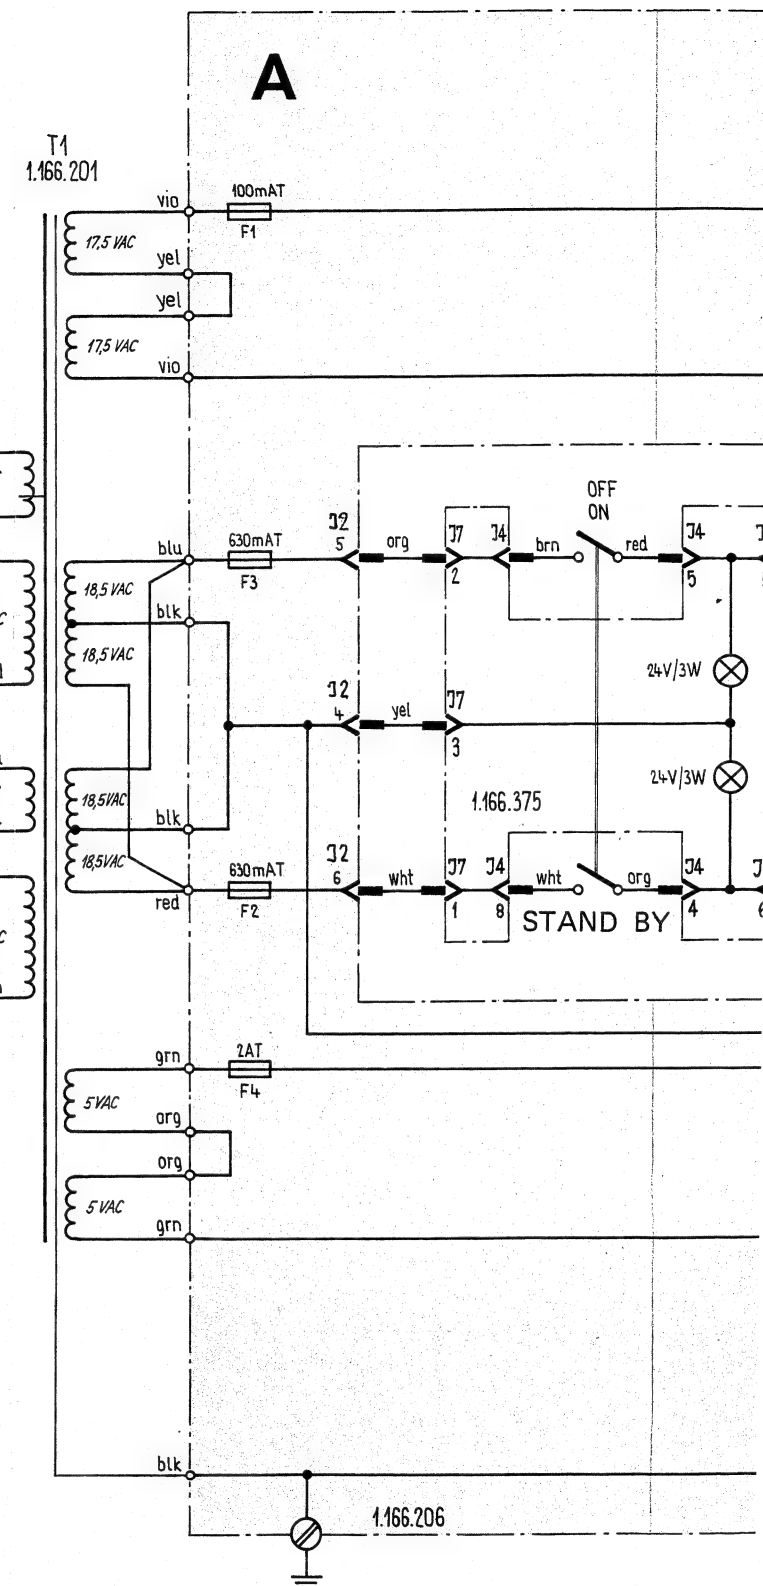 A
T1
1.166.201
vio
100mAT
F1
17,5 VAC
yel
yel
17,5 VAC
vio
OFF
ON
blu
630mAT
F3
J2
5
org
J7
2
J4
brn
red
J4
5
18,5 VAC
blk
18,5 VAC
24V/3W
J2
4
yel
J7
3
24V/3W
18,5VAC
1.166.375
blk
18,5VAC
630mAT
F2
red
J2
6
wht
J7
1
J4
8
wht
org
J4
4
STAND BY
grn
2AT
F4
5VAC
org
org
5 VAC
grn
blk
1.166.206